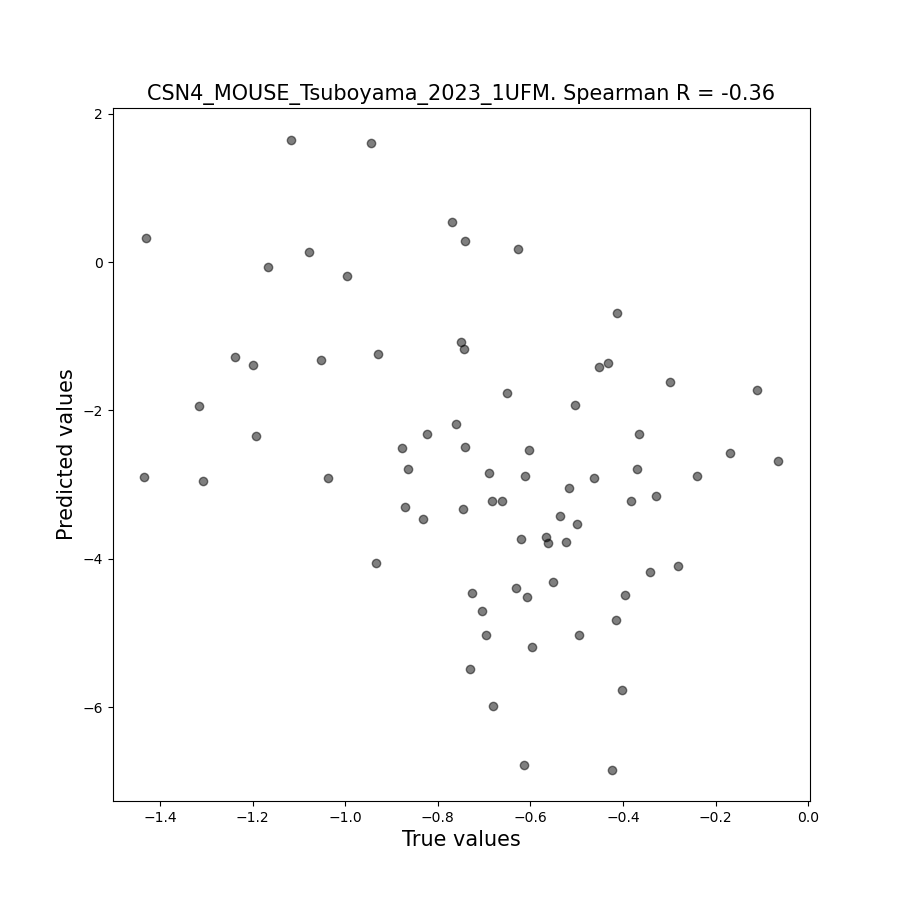 CSN4_MOUSE_Tsuboyama_2023_1UFM. Spearman R = -0.36
2
0
−2
−4
−6
Predicted values
−1.4 −1.2 −1.0 −0.8 −0.6 −0.4 −0.2 0.0
True values